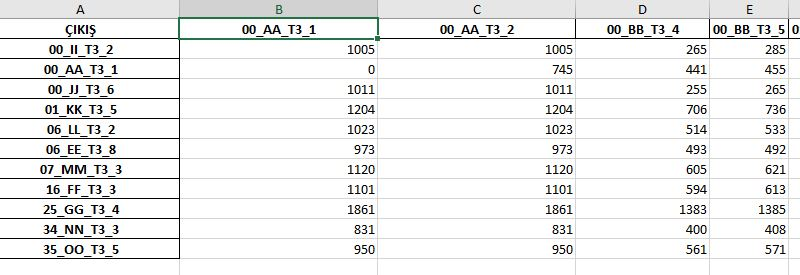 A B C D E
ÇIKIŞ 00_AA_T3_1 00_AA_T3_2 00_BB_T3_4 00_BB_T3_5 0
00_II_T3_2 1005 1005 265 285
00_AA_T3_1 0 745 441 455
00_JJ_T3_6 1011 1011 255 265
01_KK_T3_5 1204 1204 706 736
06_LL_T3_2 1023 1023 514 533
06_EE_T3_8 973 973 493 492
07_MM_T3_3 1120 1120 605 621
16_FF_T3_3 1101 1101 594 613
25_GG_T3_4 1861 1861 1383 1385
34_NN_T3_3 831 831 400 408
35_OO_T3_5 950 950 561 571